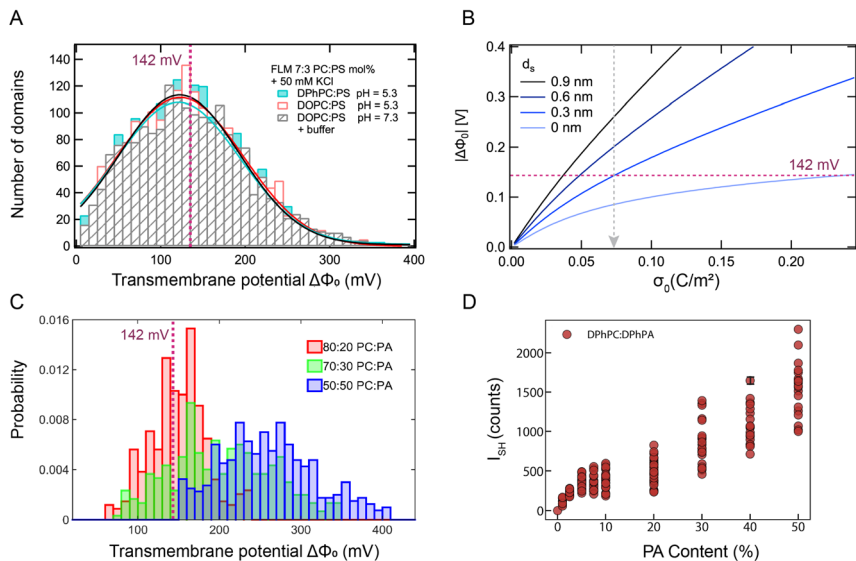 A
142 mV
FLM 7:3 PC:PS mol%
+ 50 mM KCl
DPhPC:PS pH = 5.3
DOPC:PS pH = 5.3
DOPC:PS pH = 7.3
+ buffer
140
120
100
80
60
40
20
0
Number of domains
0 100 200 300 400
Transmembrane potential ΔΦ₀ (mV)
B
dₛ
0.9 nm
0.6 nm
0.3 nm
0 nm
142 mV
0.4
0.3
0.2
0.1
0.0
|ΔΦ₀| [V]
0.00 0.05 0.10 0.15 0.20
σ₀(C/m²)
C
142 mV
80:20 PC:PA
70:30 PC:PA
50:50 PC:PA
0.016
0.012
0.008
0.004
0
Probability
0 100 200 300 400
Transmembrane potential ΔΦ₀ (mV)
D
DPhPC:DPhPA
2000
1500
1000
500
0
I_SH (counts)
0 10 20 30 40 50
PA Content (%)